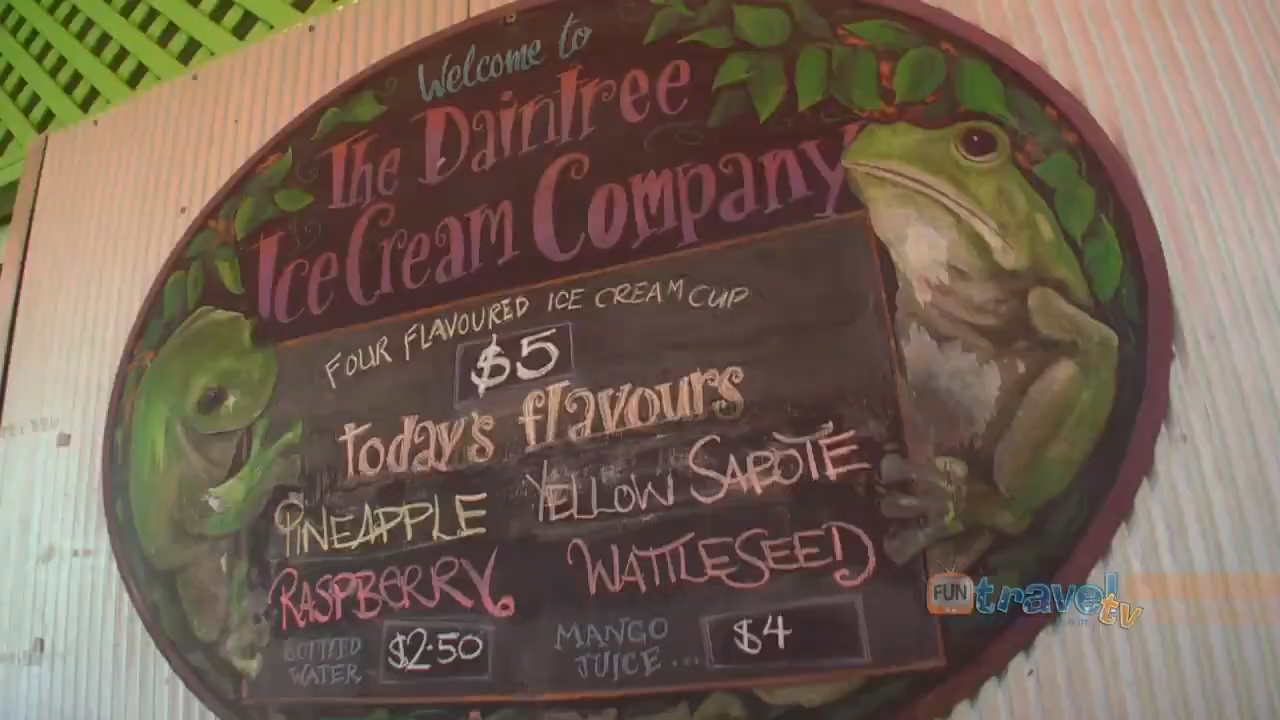 Welcome to
The Daintree
Ice Cream Company
FOUR FLAVOURED ICE CREAM CUP
$5
today's flavours
PINEAPPLE YELLOW SAPOTE
RASPBERRY WATTLESEED
BOTTLED WATER $2.50
MANGO JUICE... $4
FUN travel tv